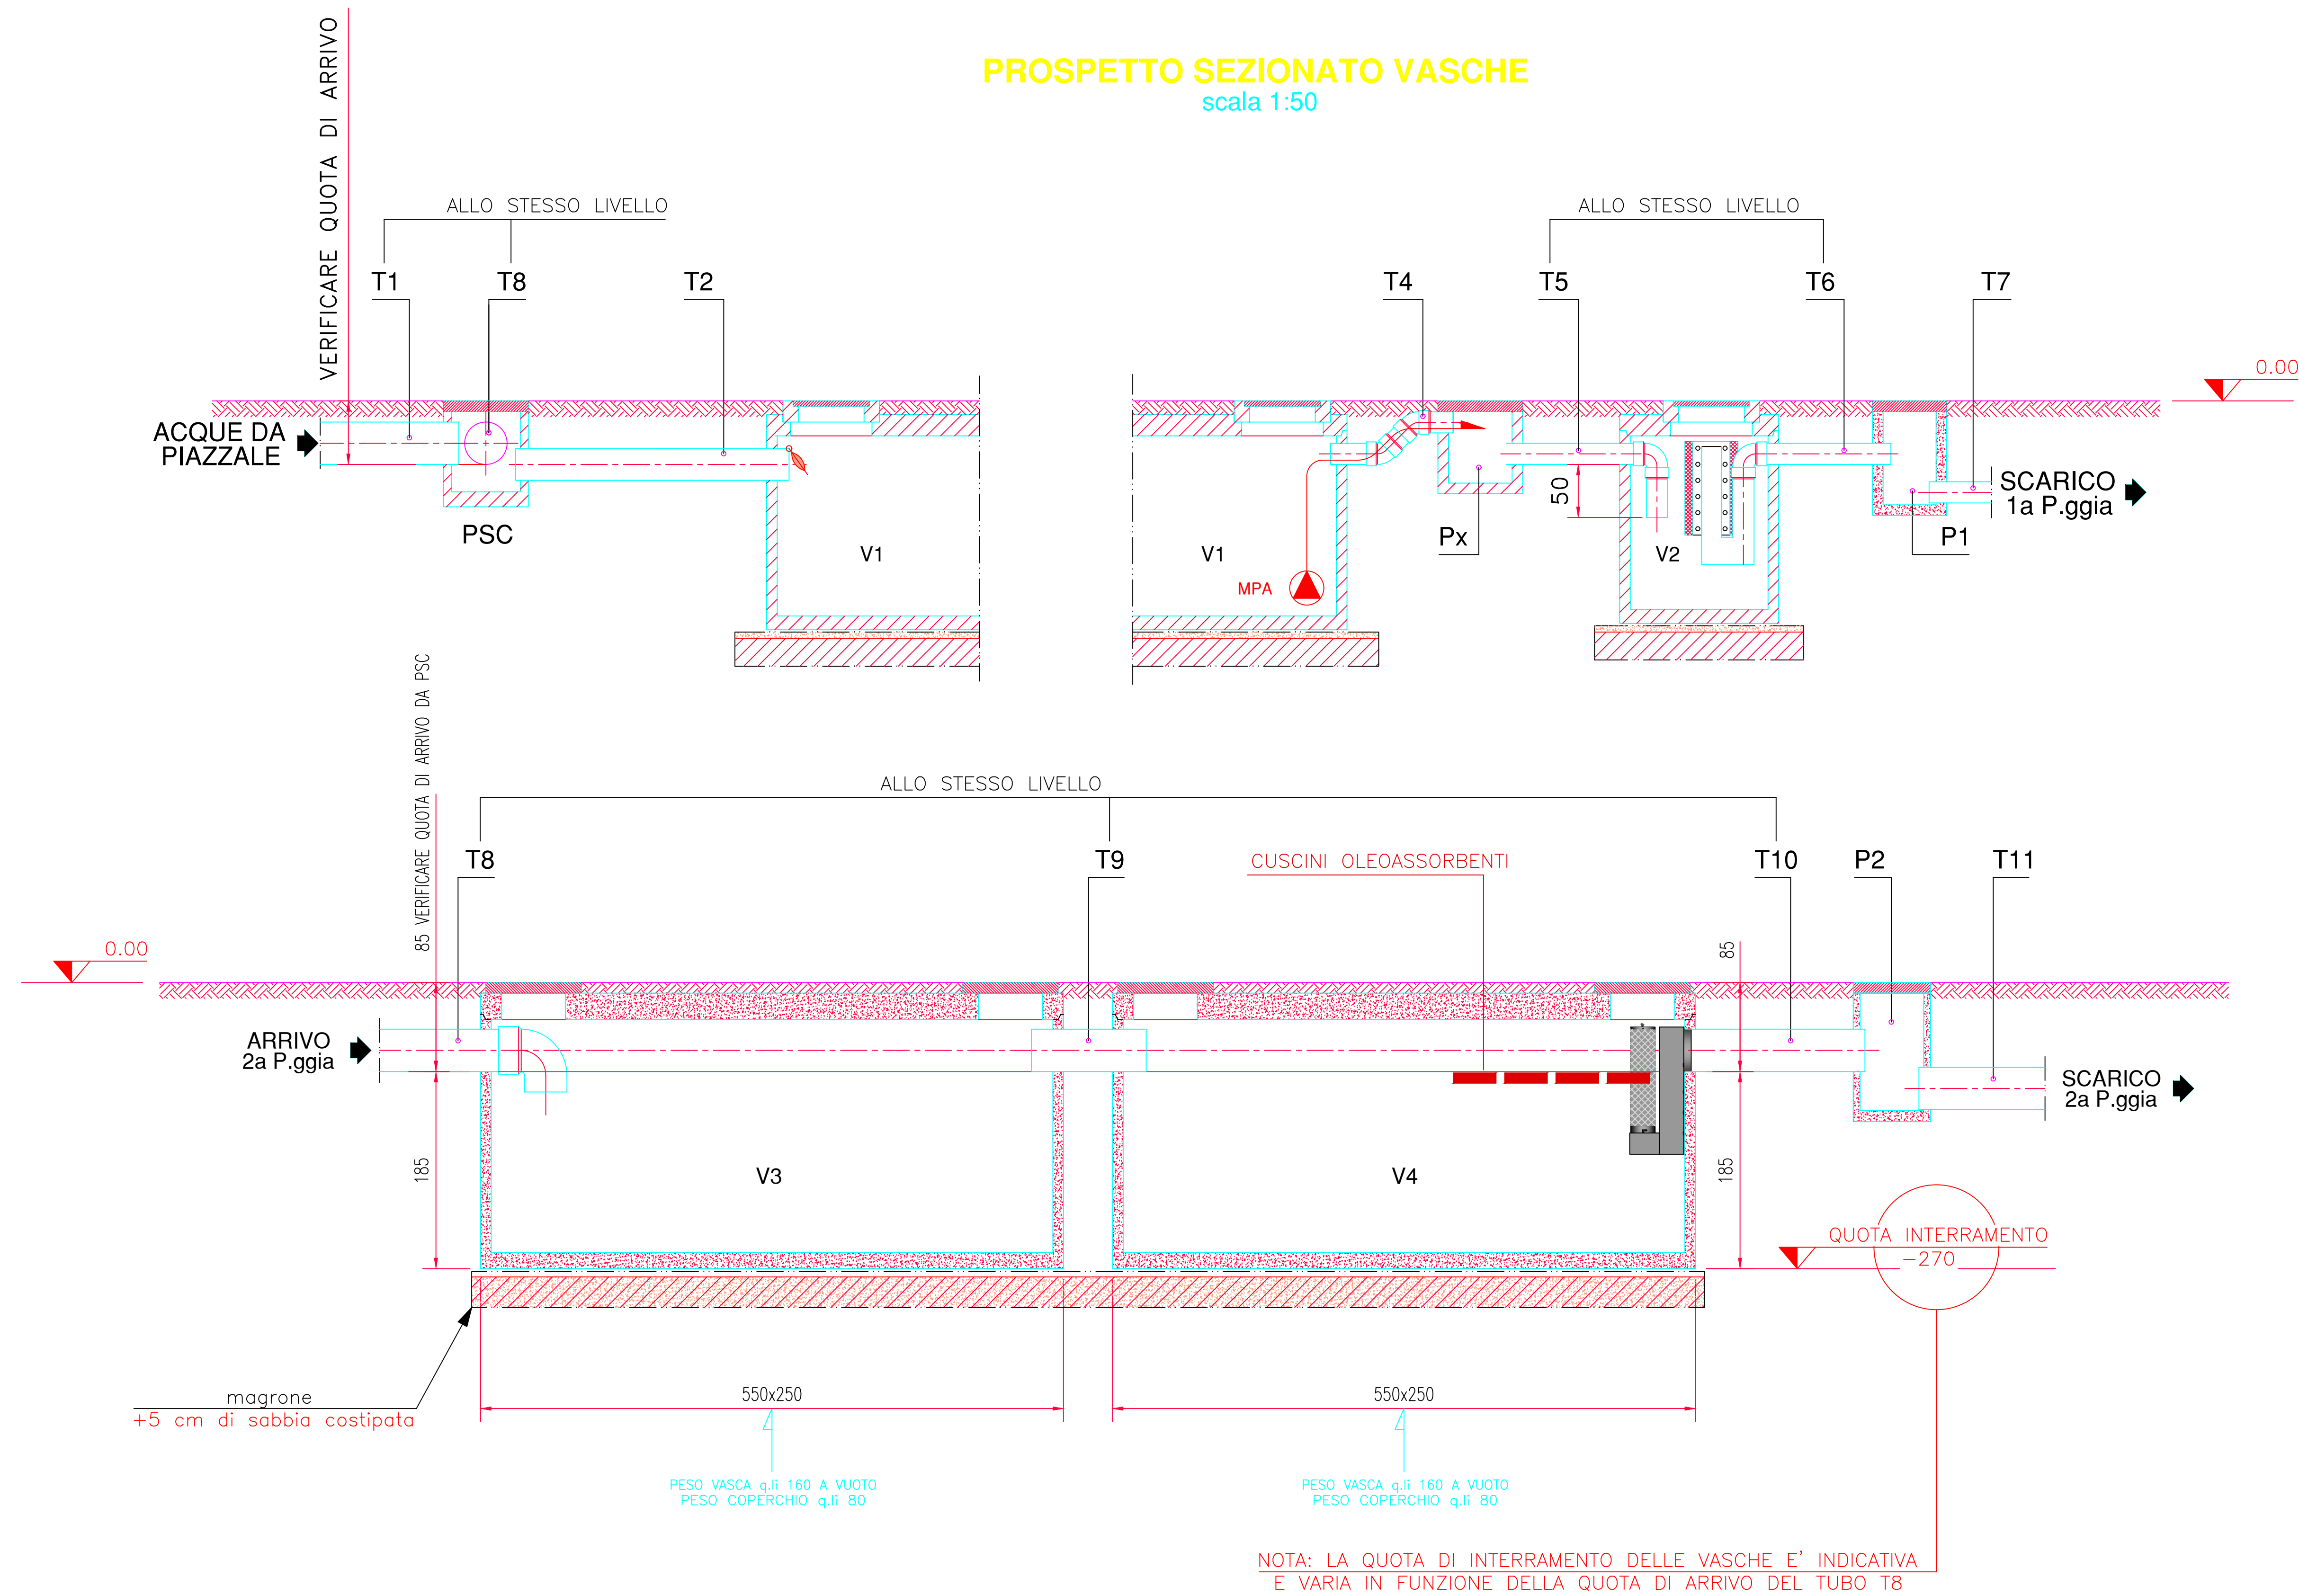 PROSPETTO SEZIONATO VASCHE
scala 1:50
VERIFICARE QUOTA DI ARRIVO
ALLO STESSO LIVELLO
ALLO STESSO LIVELLO
T1
T8
T2
T4
T5
T6
T7
0.00
ACQUE DA
PIAZZALE
SCARICO
1a P.ggia
50
PSC
V1
V1
MPA
Px
V2
P1
85 VERIFICARE QUOTA DI ARRIVO DA PSC
ALLO STESSO LIVELLO
T8
T9
CUSCINI OLEOASSORBENTI
T10
P2
T11
0.00
85
ARRIVO
2a P.ggia
SCARICO
2a P.ggia
185
V3
V4
185
QUOTA INTERRAMENTO
-270
magrone
+5 cm di sabbia costipata
550x250
550x250
PESO VASCA q.li 160 A VUOTO
PESO COPERCHIO q.li 80
PESO VASCA q.li 160 A VUOTO
PESO COPERCHIO q.li 80
NOTA: LA QUOTA DI INTERRAMENTO DELLE VASCHE E' INDICATIVA
E VARIA IN FUNZIONE DELLA QUOTA DI ARRIVO DEL TUBO T8